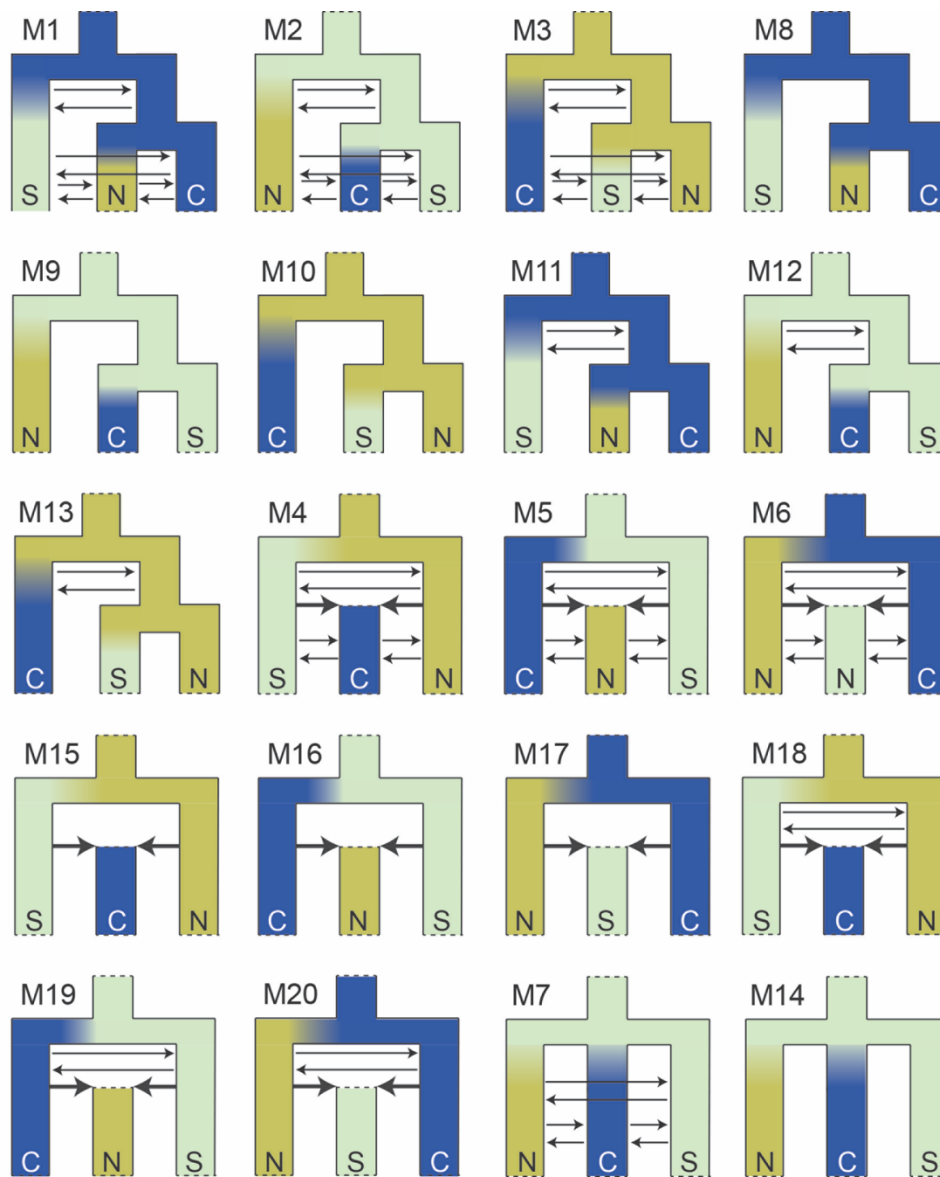 M1 M2 M3 M8
S N C N C S C S N S N C
M9 M10 M11 M12
N C S C S N S N C N C S
M13 M4 M5 M6
C S N S C N C N S N N C
M15 M16 M17 M18
S C N C N S N S C S C N
M19 M20 M7 M14
C N S N S C N C S N C S